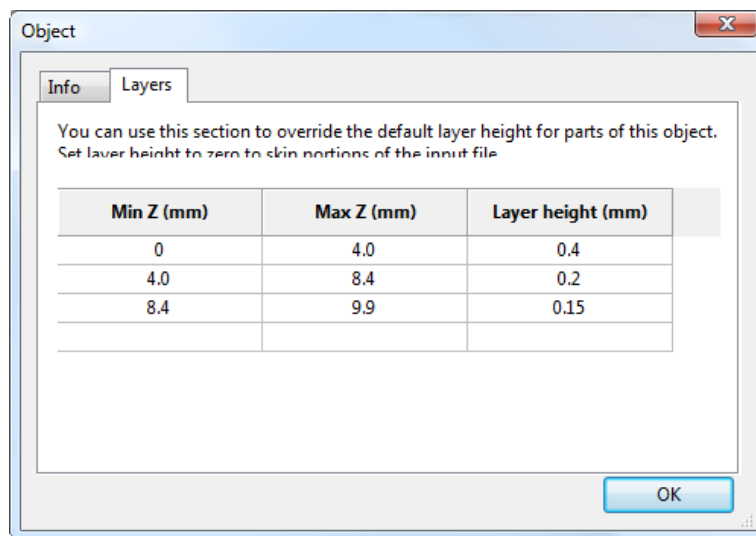 Object
Info
Layers
You can use this section to override the default layer height for parts of this object.
Set layer height to zero to skip portions of the input file
Min Z (mm) Max Z (mm) Layer height (mm)
0 4.0 0.4
4.0 8.4 0.2
8.4 9.9 0.15
OK